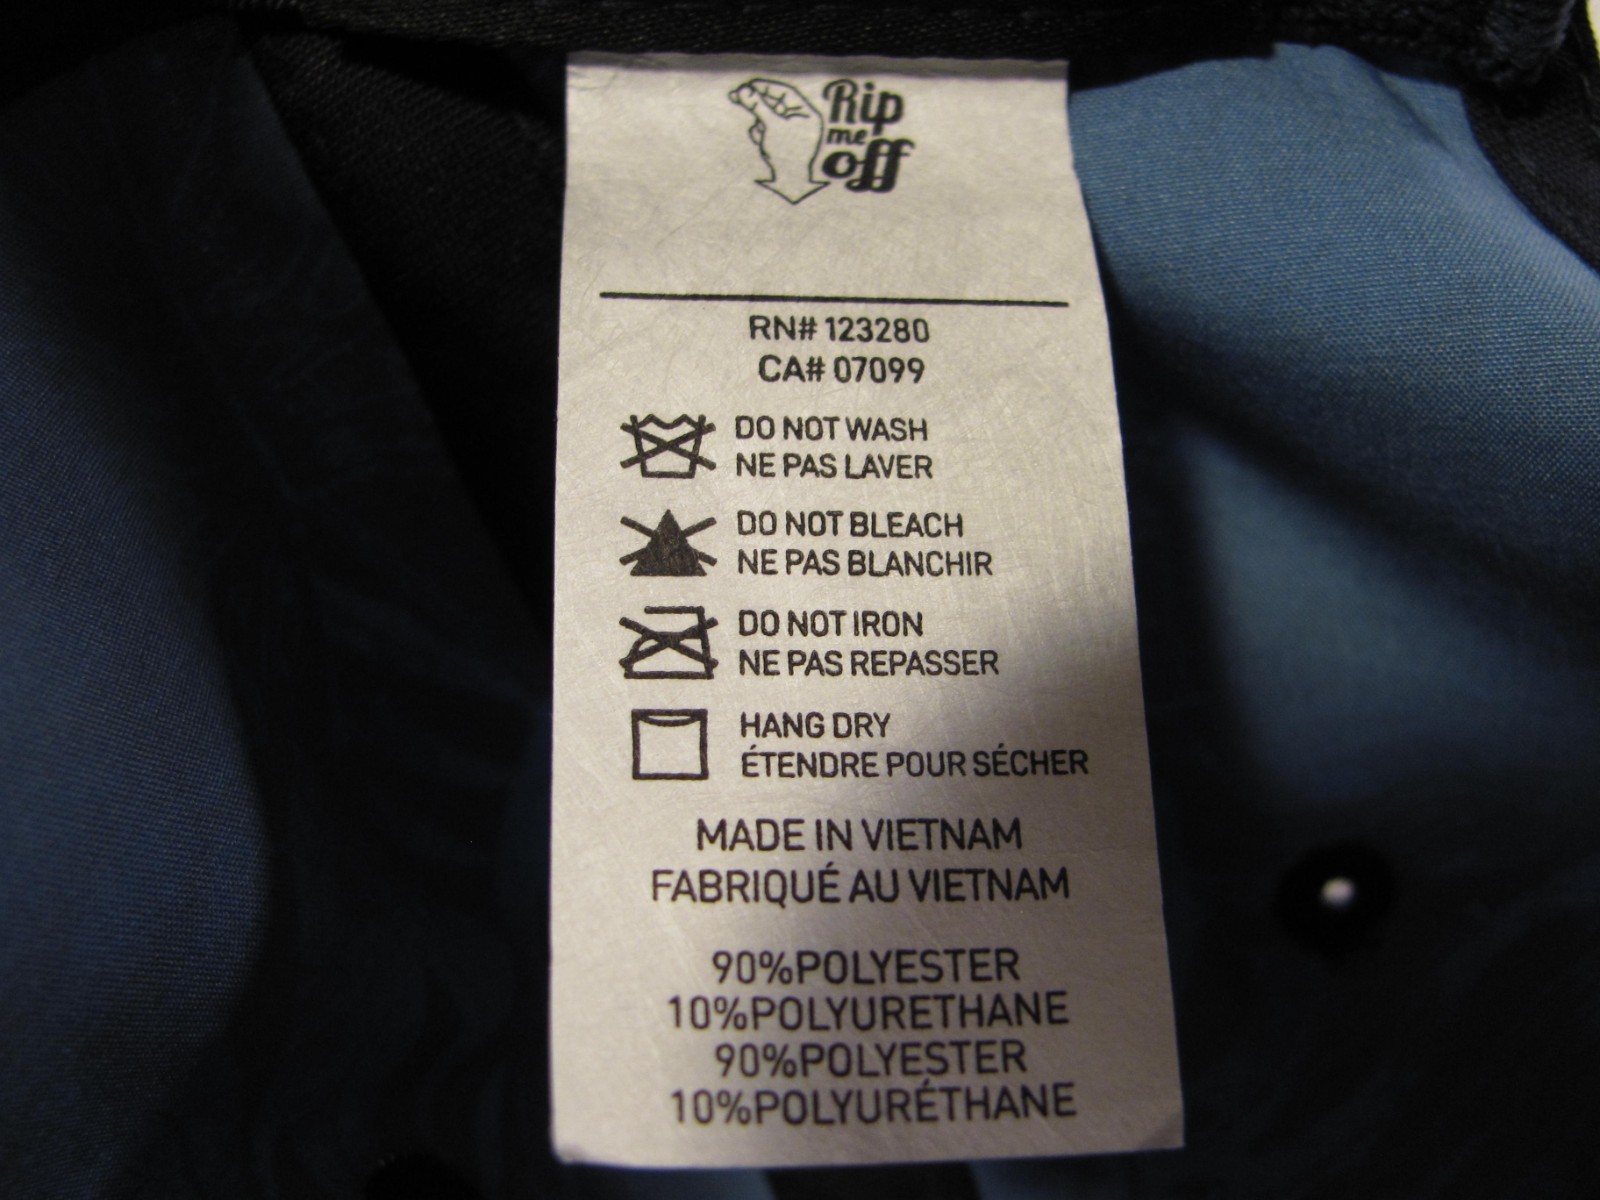 Rip
me
off
RN# 123280
CA# 07099
DO NOT WASH
NE PAS LAVER
DO NOT BLEACH
NE PAS BLANCHIR
DO NOT IRON
NE PAS REPASSER
HANG DRY
ÉTENDRE POUR SÉCHER
MADE IN VIETNAM
FABRIQUÉ AU VIETNAM
90%POLYESTER
10%POLYURETHANE
90%POLYESTER
10%POLYURÉTHANE